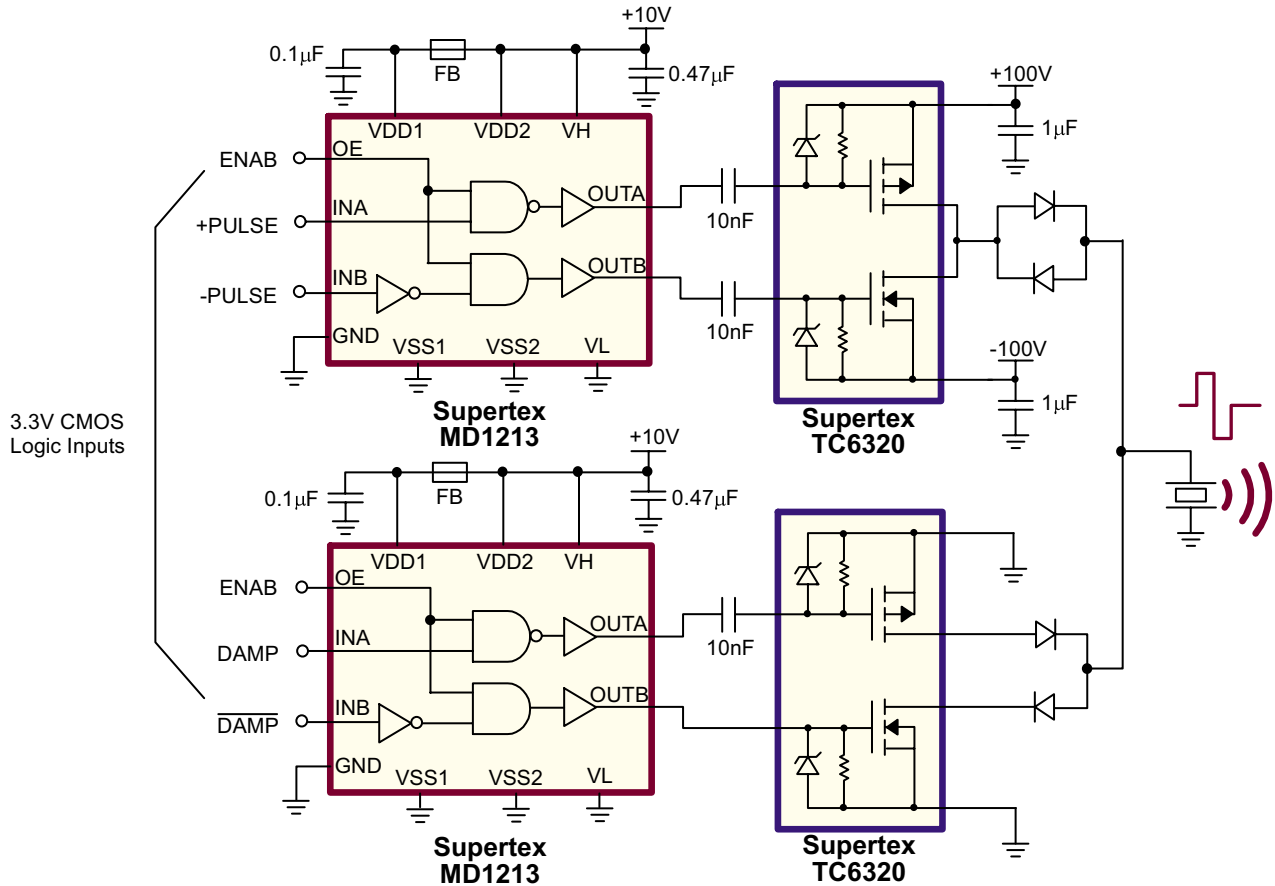 +10V
0.1μF
FB
0.47μF
VDD1
VDD2
VH
ENAB
OE
OUTA
INA
+PULSE
OUTB
INB
-PULSE
GND
VSS1
VSS2
VL
Supertex
MD1213
10nF
10nF
+100V
1μF
-100V
1μF
Supertex
TC6320
3.3V CMOS
Logic Inputs
+10V
0.1μF
FB
0.47μF
VDD1
VDD2
VH
ENAB
OE
OUTA
INA
DAMP
OUTB
INB
DAMP
GND
VSS1
VSS2
VL
Supertex
MD1213
10nF
Supertex
TC6320